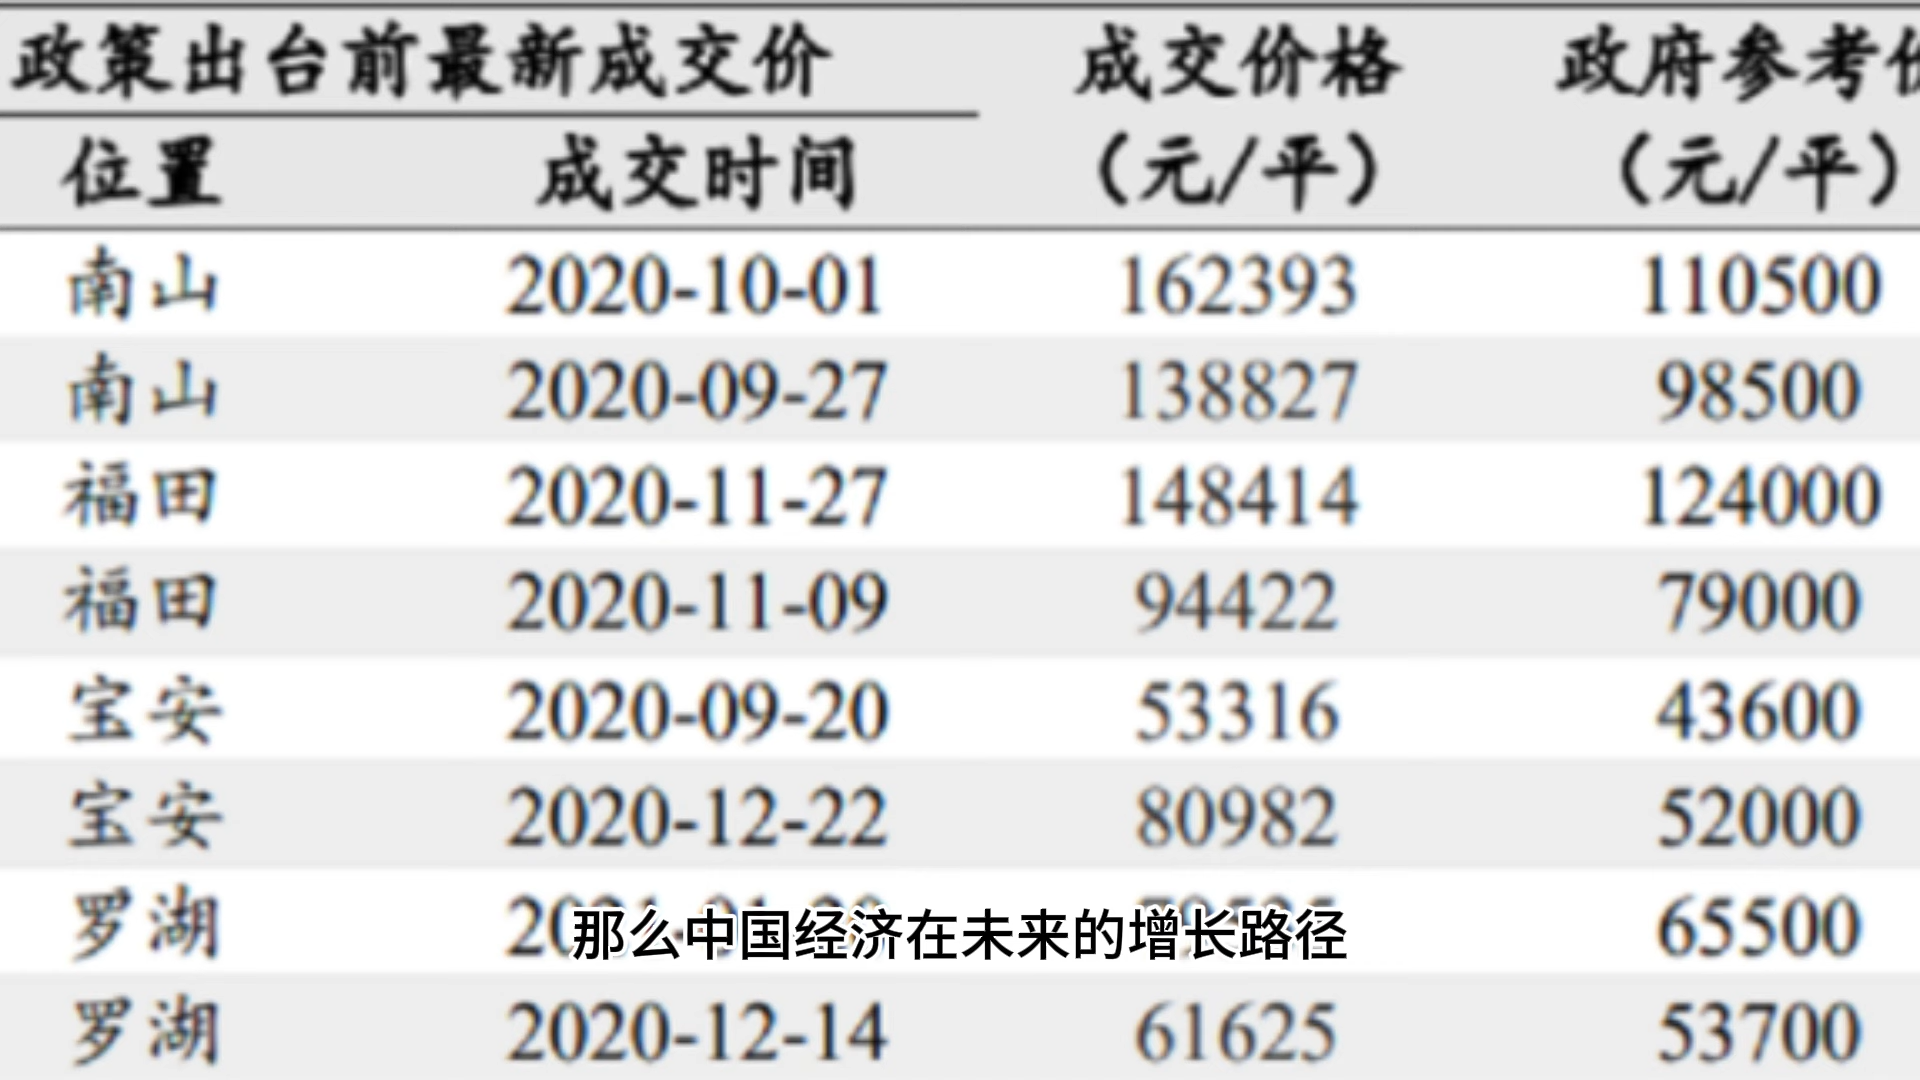 政策出台前最新成交价 成交价格 政府参考价
位置 成交时间 （元/平） （元/平）
南山 2020-10-01 162393 110500
南山 2020-09-27 138827 98500
福田 2020-11-27 148414 124000
福田 2020-11-09 94422 79000
宝安 2020-09-20 53316 43600
宝安 2020-12-22 80982 52000
罗湖 65500
那么中国经济在未来的增长路径
罗湖 2020-12-14 61625 53700